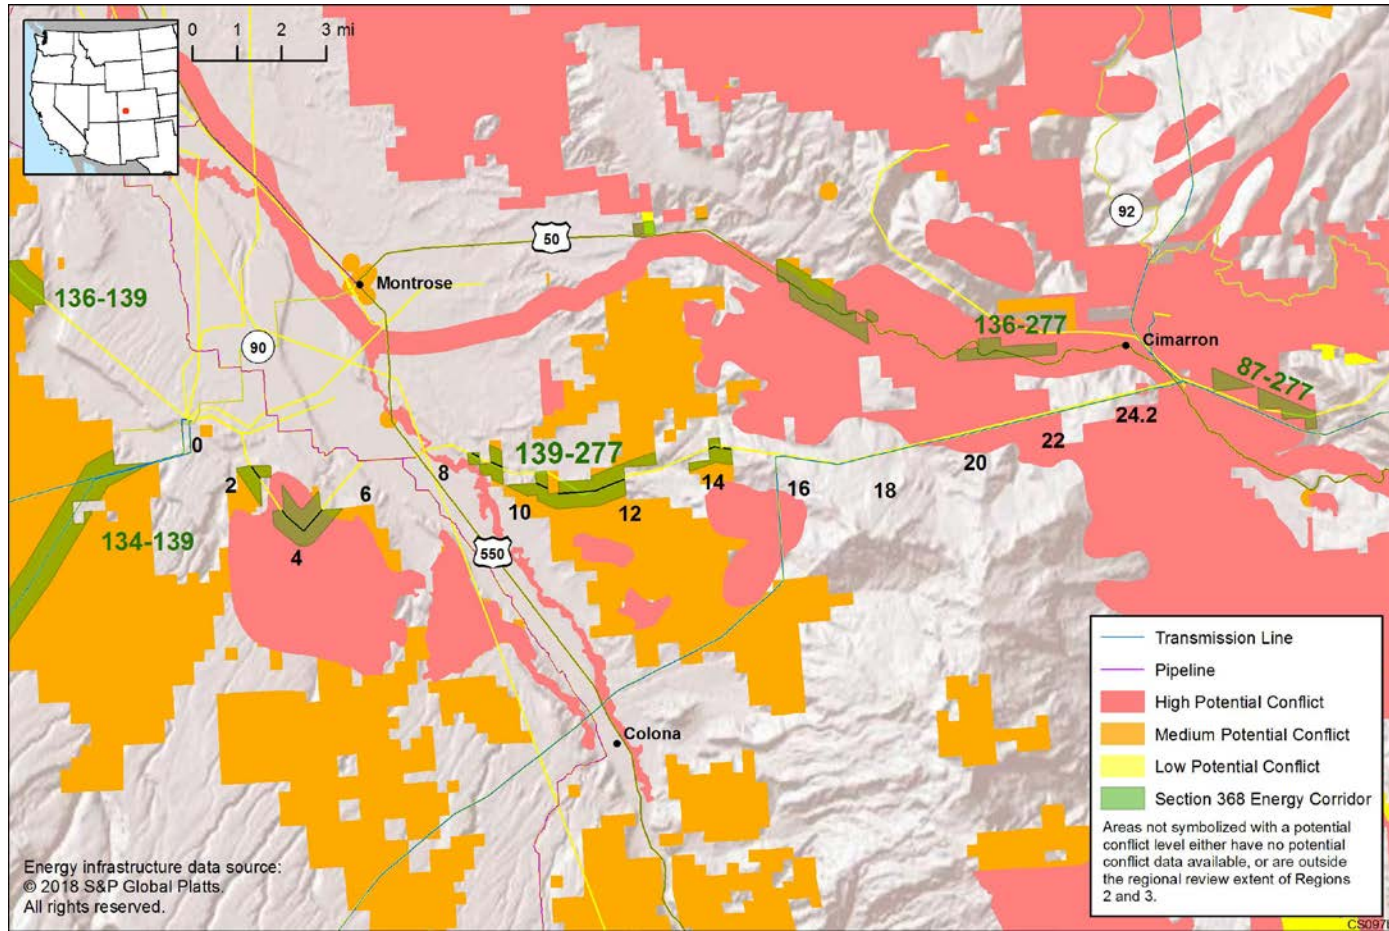 0 1 2 3 mi
92
50
Montrose
136-139
136-277
90
Cimarron
87-277
24.2
0
139-277
22
8
20
2
6
14
16
18
10
12
134-139
4
550
Colona
Transmission Line
Pipeline
High Potential Conflict
Medium Potential Conflict
Low Potential Conflict
Section 368 Energy Corridor
Areas not symbolized with a potential
conflict level either have no potential
conflict data available, or are outside
the regional review extent of Regions
2 and 3.
Energy infrastructure data source:
© 2018 S&P Global Platts.
All rights reserved.